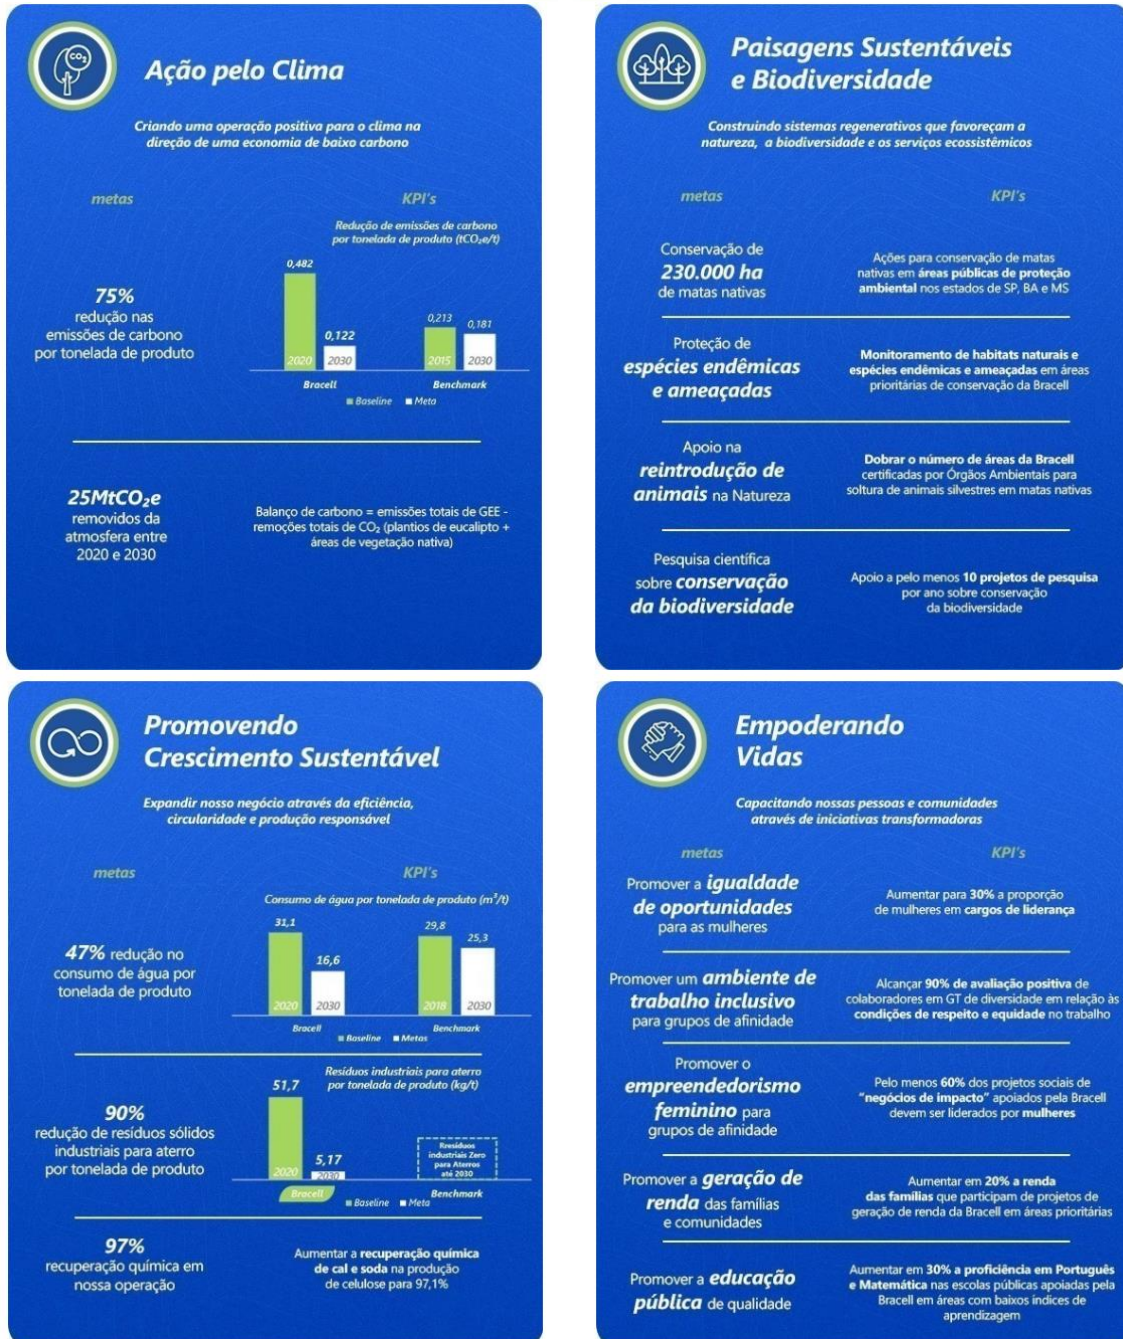 CO₂
Ação pelo Clima
Criando uma operação positiva para o clima na
direção de uma economia de baixo carbono
metas
KPI's
75%
redução nas
emissões de carbono
por tonelada de produto
Redução de emissões de carbono
por tonelada de produto (tCO₂e/t)
0,482
0,122
0,213
0,181
2020
2030
2015
2030
Bracell
Benchmark
Baseline
Meta
25MtCO₂e
removidos da
atmosfera entre
2020 e 2030
Balanço de carbono = emissões totais de GEE -
remoções totais de CO₂ (plantios de eucalipto +
áreas de vegetação nativa)
Paisagens Sustentáveis
e Biodiversidade
Construindo sistemas regenerativos que favoreçam a
natureza, a biodiversidade e os serviços ecossistêmicos
metas
KPI's
Conservação de
230.000 ha
de matas nativas
Ações para conservação de matas
nativas em áreas públicas de proteção
ambiental nos estados de SP, BA e MS
Proteção de
espécies endêmicas
e ameaçadas
Monitoramento de habitats naturais e
espécies endêmicas e ameaçadas em áreas
prioritárias de conservação da Bracell
Apoio na
reintrodução de
animais na Natureza
Dobrar o número de áreas da Bracell
certificadas por Órgãos Ambientais para
soltura de animais silvestres em matas nativas
Pesquisa científica
sobre conservação
da biodiversidade
Apoio a pelo menos 10 projetos de pesquisa
por ano sobre conservação
da biodiversidade
Promovendo
Crescimento Sustentável
Expandir nosso negócio através da eficiência,
circularidade e produção responsável
metas
KPI's
47% redução no
consumo de água por
tonelada de produto
Consumo de água por tonelada de produto (m³/t)
31,1
16,6
29,8
25,3
2020
2030
2018
2030
Bracell
Benchmark
Baseline
Metas
90%
redução de resíduos sólidos
industriais para aterro
por tonelada de produto
Resíduos industriais para aterro
por tonelada de produto (kg/t)
51,7
5,17
2020
2030
Rresíduos
industriais Zero
para Aterros
até 2030
Bracell
Baseline
Meta
Benchmark
97%
recuperação química em
nossa operação
Aumentar a recuperação química
de cal e soda na produção
de celulose para 97,1%
Empoderando
Vidas
Capacitando nossas pessoas e comunidades
através de iniciativas transformadoras
metas
KPI's
Promover a igualdade
de oportunidades
para as mulheres
Aumentar para 30% a proporção
de mulheres em cargos de liderança
Promover um ambiente de
trabalho inclusivo
para grupos de afinidade
Alcançar 90% de avaliação positiva de
colaboradores em GT de diversidade em relação às
condições de respeito e equidade no trabalho
Promover o
empreendedorismo
feminino para
grupos de afinidade
Pelo menos 60% dos projetos sociais de
"negócios de impacto" apoiados pela Bracell
devem ser liderados por mulheres
Promover a geração de
renda das famílias
e comunidades
Aumentar em 20% a renda
das famílias que participam de projetos de
geração de renda da Bracell em áreas prioritárias
Promover a educação
pública de qualidade
Aumentar em 30% a proficiência em Português
e Matemática nas escolas públicas apoiadas pela
Bracell em áreas com baixos índices de
aprendizagem